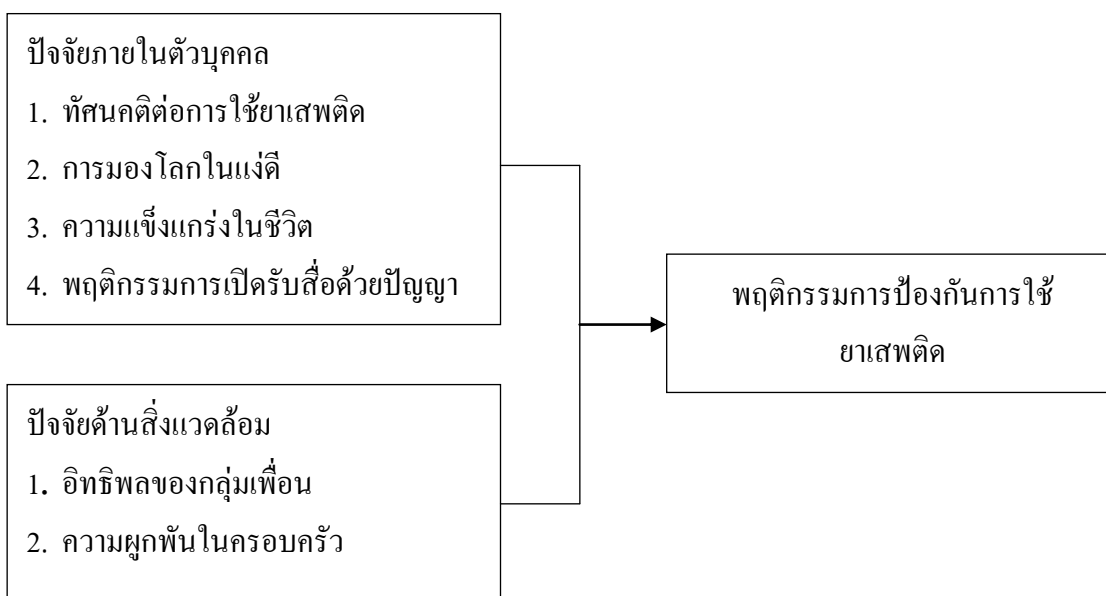 ปัจจัยภายในตัวบุคคล
1. ทัศนคติต่อการใช้ยาเสพติด
2. การมองโลกในแง่ดี
3. ความแข็งแกร่งในชีวิต
4. พฤติกรรมการเปิดรับสื่อด้วยปัญญา
พฤติกรรมการป้องกันการใช้
ยาเสพติด
ปัจจัยด้านสิ่งแวดล้อม
1. อิทธิพลของกลุ่มเพื่อน
2. ความผูกพันในครอบครัว